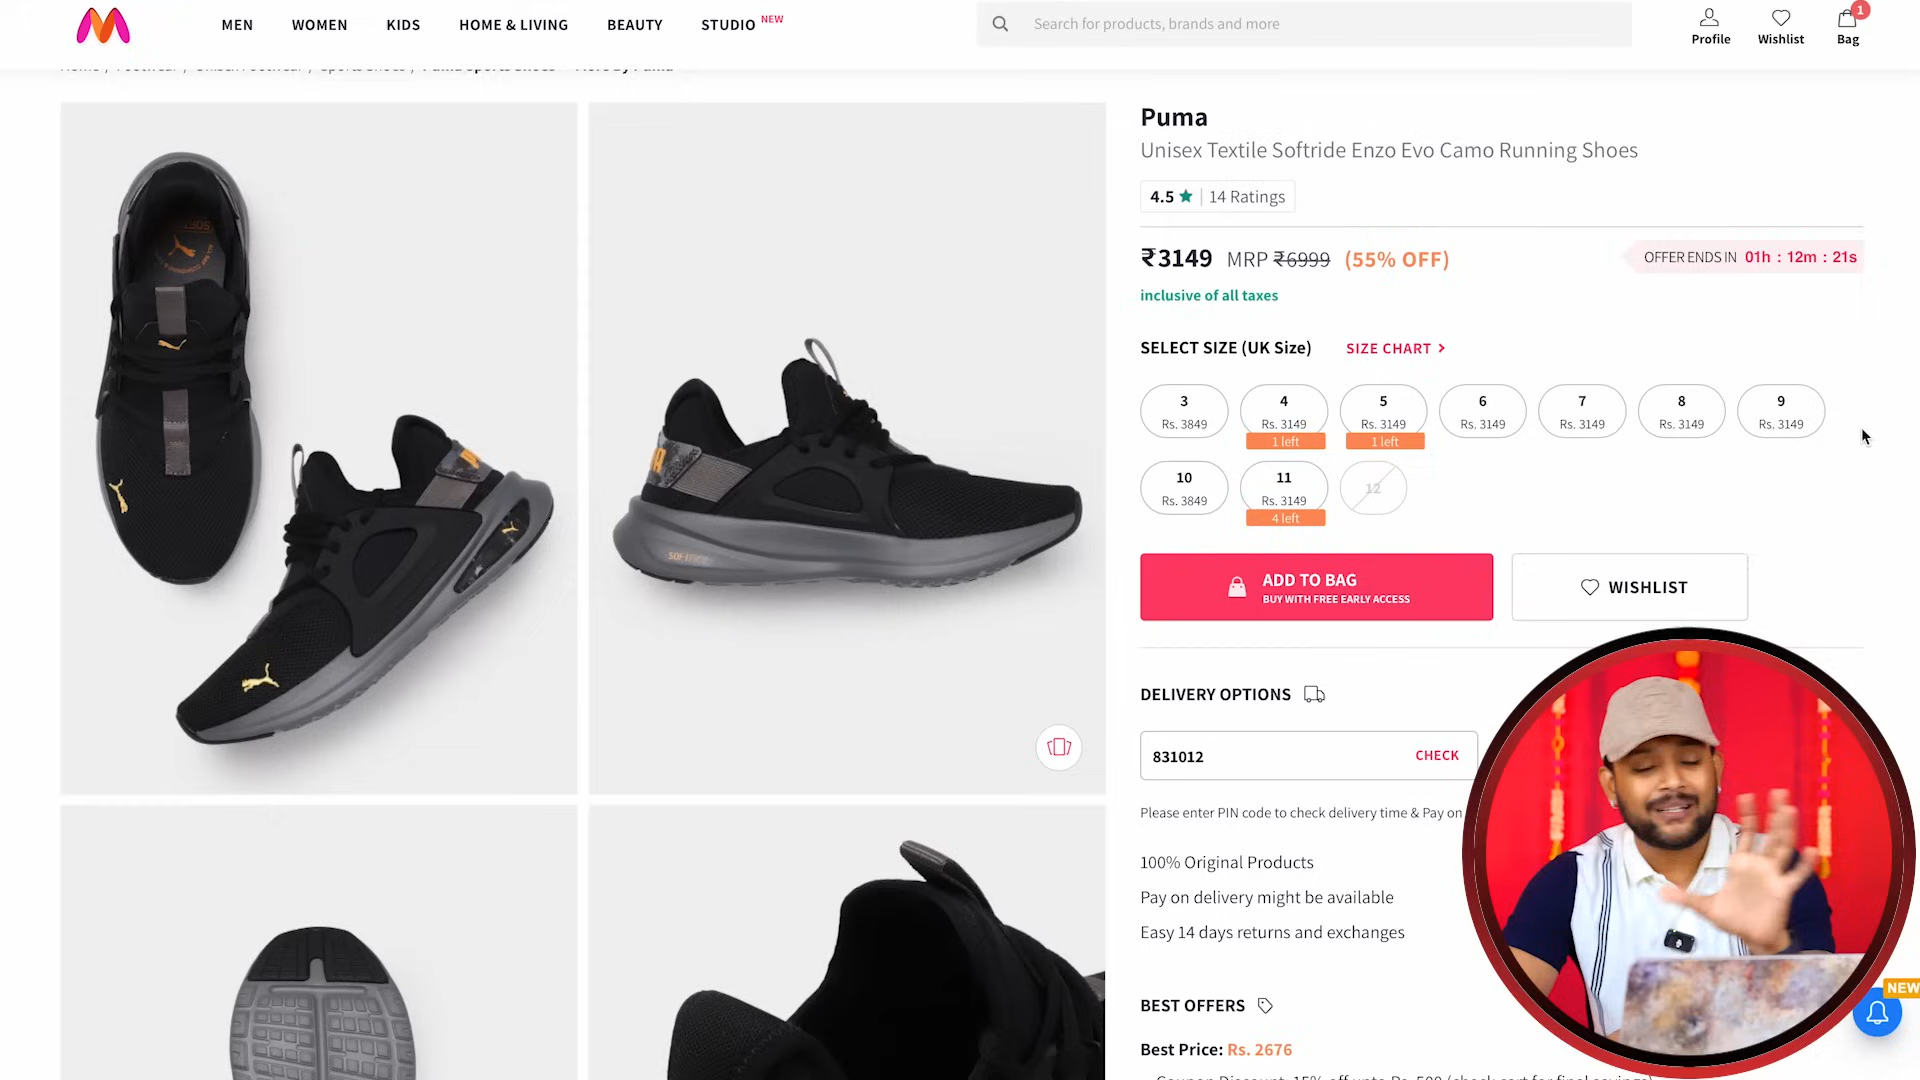 MEN
WOMEN
KIDS
HOME & LIVING
BEAUTY
STUDIO NEW
Search for products, brands and more
Profile
Wishlist
1
Bag
Puma
Unisex Textile Softride Enzo Evo Camo Running Shoes
4.5 ★ | 14 Ratings
₹3149 MRP ₹6999 (55% OFF)
OFFER ENDS IN 01h : 12m : 21s
inclusive of all taxes
SELECT SIZE (UK Size) SIZE CHART >
3
Rs. 3849
4
Rs. 3149
1 left
5
Rs. 3149
1 left
6
Rs. 3149
7
Rs. 3149
8
Rs. 3149
9
Rs. 3149
10
Rs. 3849
11
Rs. 3149
4 left
12
ADD TO BAG
BUY WITH FREE EARLY ACCESS
WISHLIST
DELIVERY OPTIONS
831012
CHECK
Please enter PIN code to check delivery time & Pay on
100% Original Products
Pay on delivery might be available
Easy 14 days returns and exchanges
BEST OFFERS
Best Price: Rs. 2676
NEW